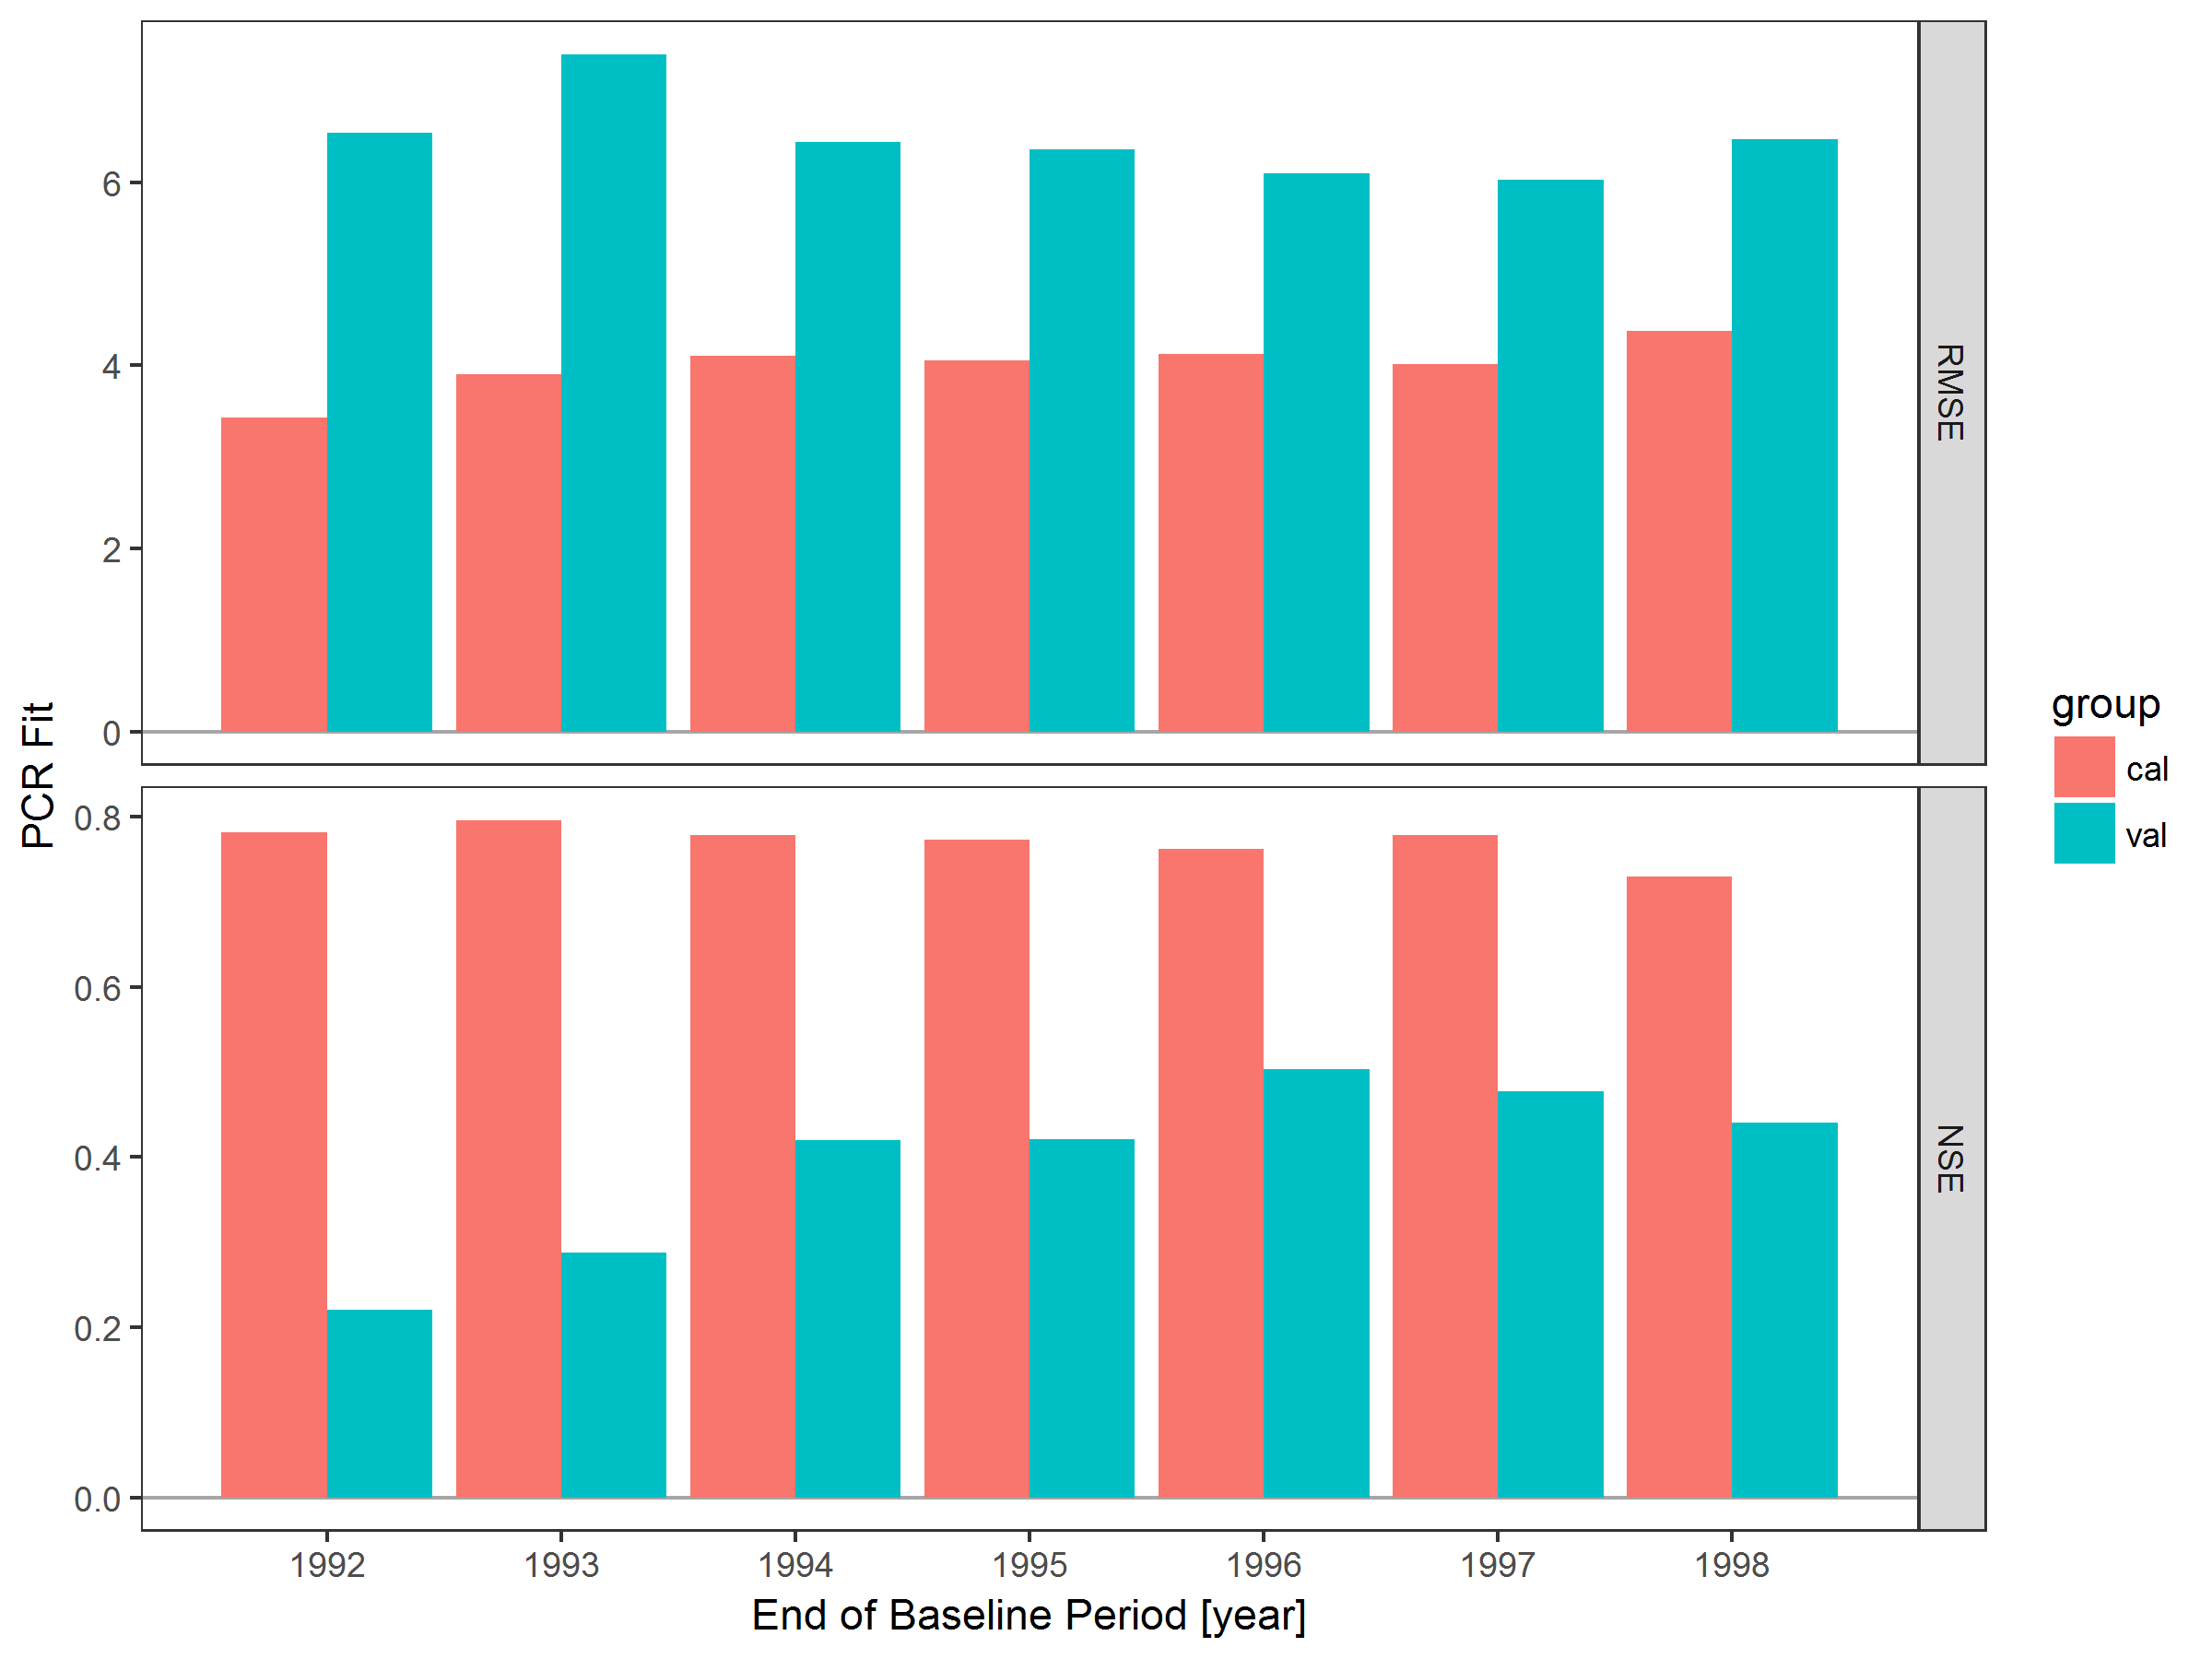 PCR Fit
6
4
2
0
RMSE
0.8
0.6
0.4
0.2
0.0
NSE
1992 1993 1994 1995 1996 1997 1998
End of Baseline Period [year]
group
cal
val